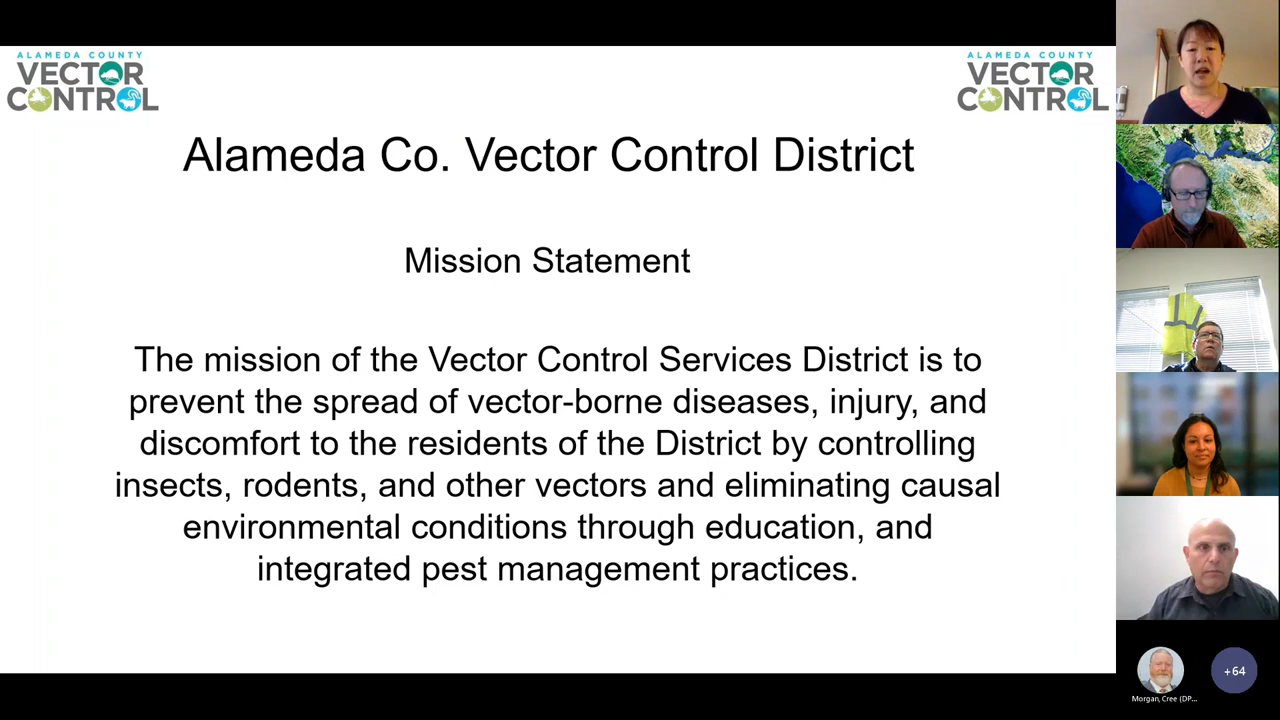 ALAMEDA COUNTY
VECTOR
CONTROL
ALAMEDA COUNTY
VECTOR
CONTROL
Alameda Co. Vector Control District
Mission Statement
The mission of the Vector Control Services District is to
prevent the spread of vector-borne diseases, injury, and
discomfort to the residents of the District by controlling
insects, rodents, and other vectors and eliminating causal
environmental conditions through education, and
integrated pest management practices.
+64
Morgan, Cree (DP...